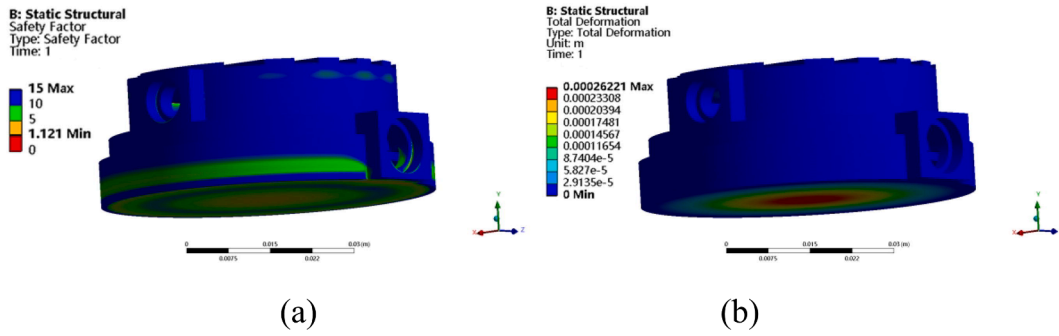 B: Static Structural
Safety Factor
Type: Safety Factor
Time: 1
15 Max
10
5
1.121 Min
0
Y
X
Z
0
0.015
0.03 (m)
0.0075
0.022
(a)
B: Static Structural
Total Deformation
Type: Total Deformation
Unit: m
Time: 1
0.00026221 Max
0.00023308
0.00020394
0.00017481
0.00014567
0.00011654
8.7404e-5
5.827e-5
2.9135e-5
0 Min
Y
X
Z
0
0.015
0.03 (m)
0.0075
0.022
(b)